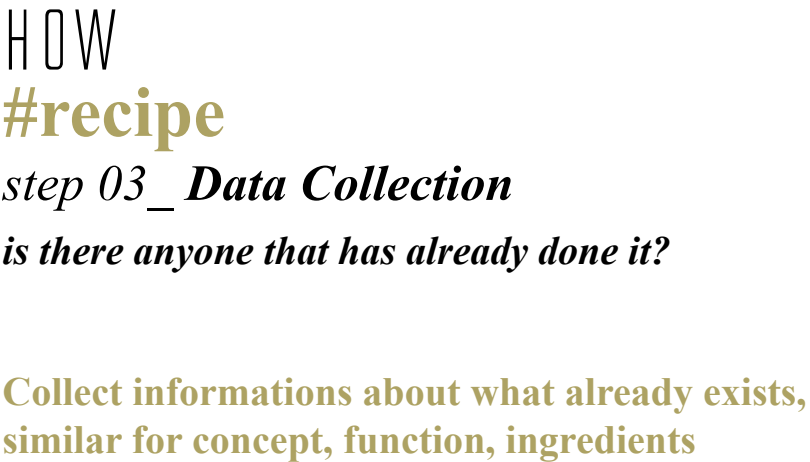 HOW
#recipe
step 03_ Data Collection
is there anyone that has already done it?
Collect informations about what already exists,
similar for concept, function, ingredients